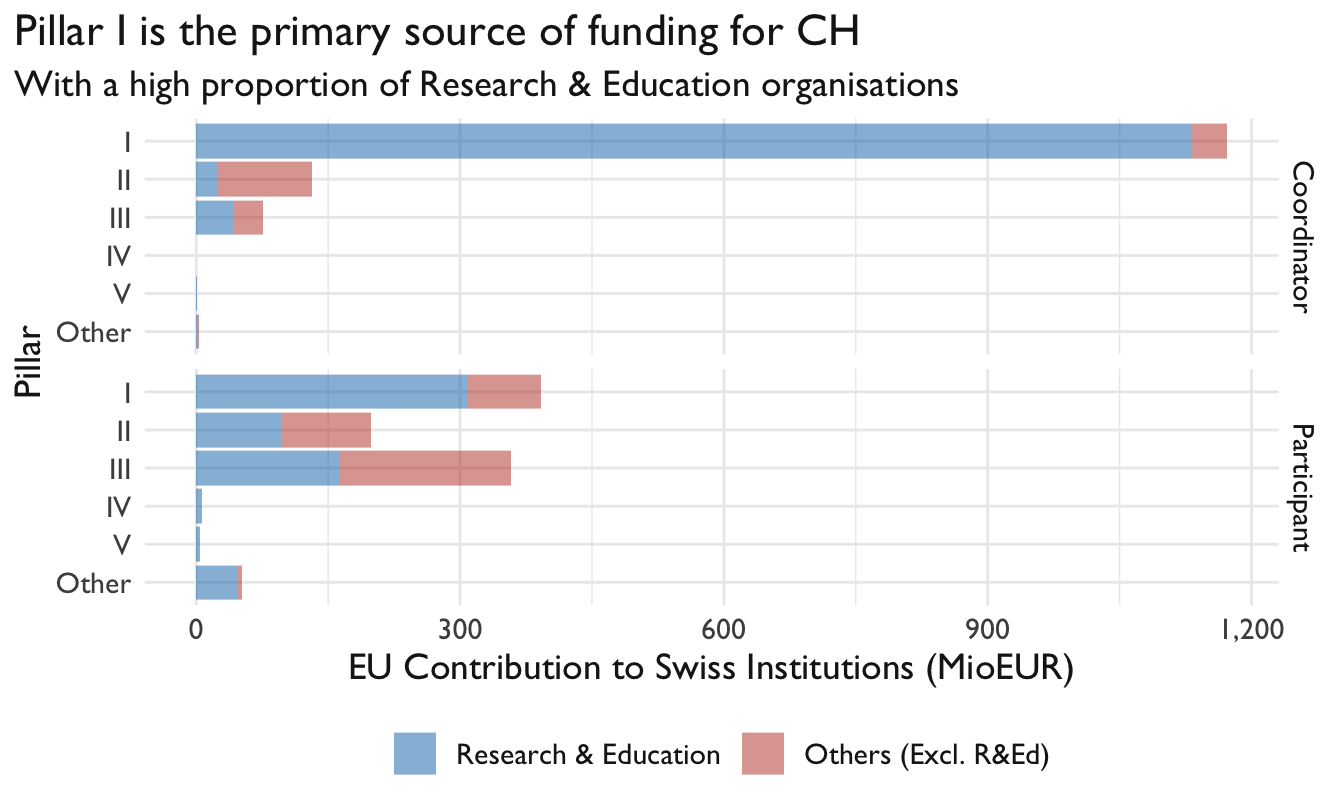 Pillar I is the primary source of funding for CH
With a high proportion of Research & Education organisations
Pillar
I
II
III
IV
V
Other
Coordinator
I
II
III
IV
V
Other
Participant
0 300 600 900 1,200
EU Contribution to Swiss Institutions (MioEUR)
Research & Education Others (Excl. R&Ed)